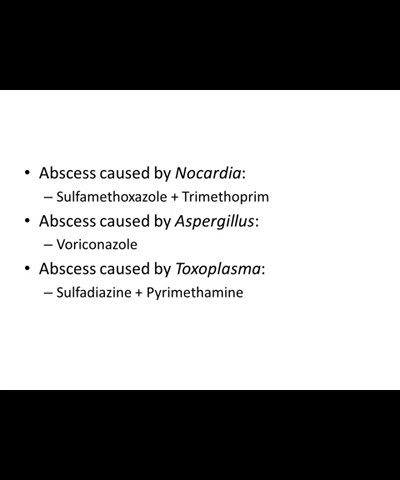 • Abscess caused by Nocardia:
– Sulfamethoxazole + Trimethoprim
• Abscess caused by Aspergillus:
– Voriconazole
• Abscess caused by Toxoplasma:
– Sulfadiazine + Pyrimethamine